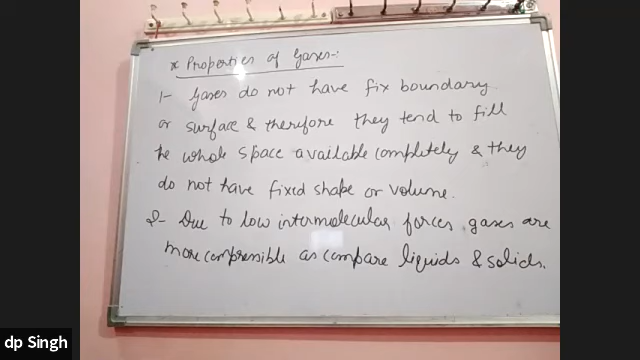 * Properties of Gases-:
1- Gases do not have fix boundary
or surface & therefore they tend to fill
the whole space available completely & they
do not have fixed shape or volume.
2- Due to low intermolecular forces, gases are
more compressible as compare liquids & solids.
dp Singh